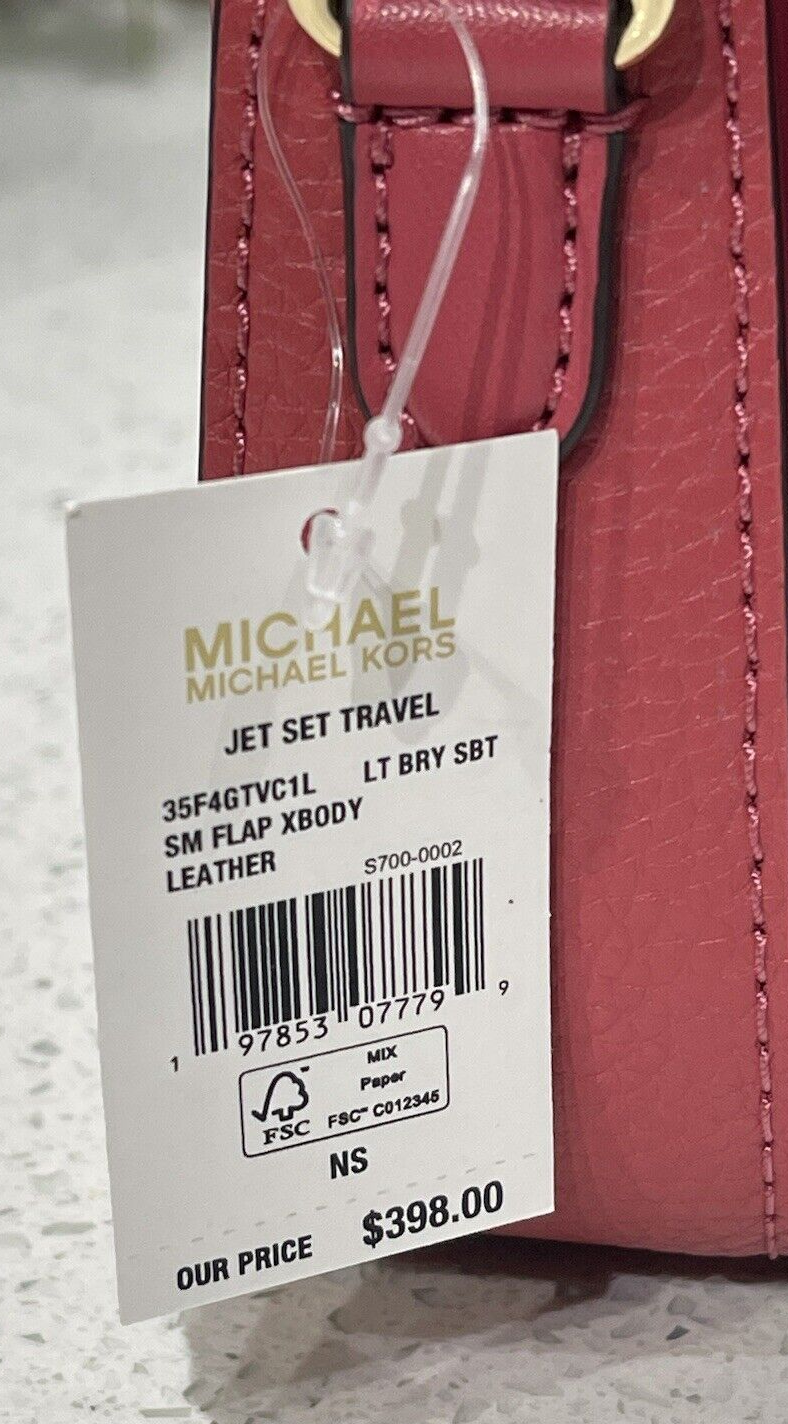 MICHAEL
MICHAEL KORS
JET SET TRAVEL
35F4GTVC1L LT BRY SBT
SM FLAP XBODY
LEATHER
S700-0002
1 97853 07779 9
MIX
Paper
FSC™ C012345
FSC
NS
OUR PRICE $398.00